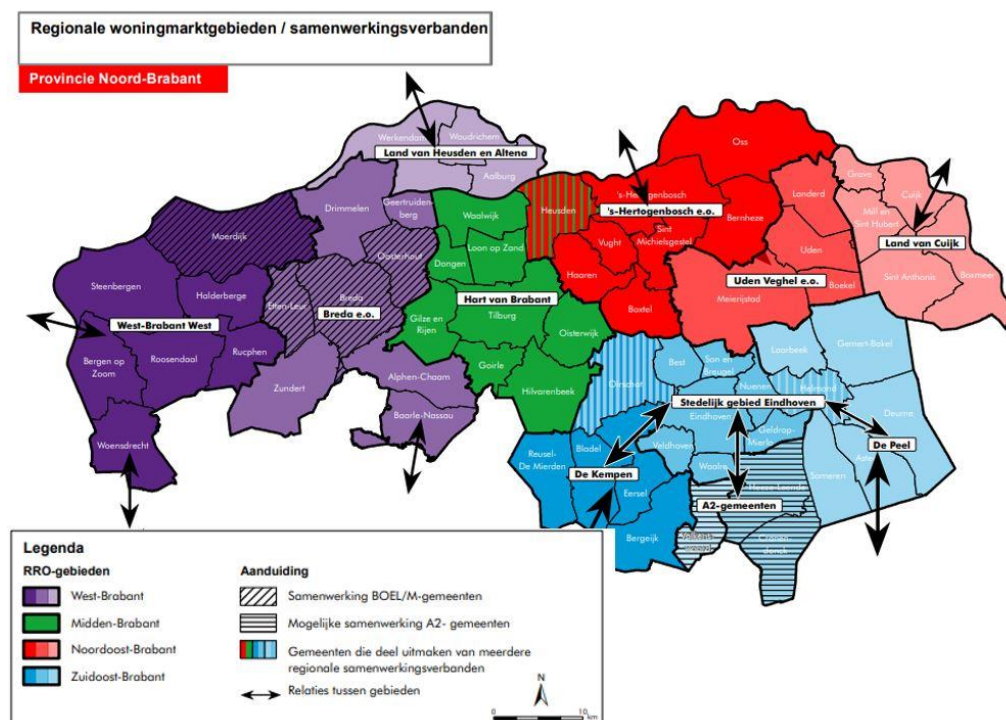 Regionale woningmarktgebieden / samenwerkingsverbanden
Provincie Noord-Brabant
Werkendam
Woudrichem
Land van Heusden en Altena
Aalburg
Oss
Grave
Cuijk
Drimmelen
Geertruiden-
berg
Waalwijk
Heusden
's-Hertogenbosch
's-Hertogenbosch e.o.
Bernheze
Landerd
Mill en
Sint Hubert
Land van Cuijk
Moerdijk
Oosterhout
Loon op Zand
Dongen
Vught
Sint
Michielsgestel
Uden
Sint Anthonis
Boxmeer
Steenbergen
Halderberge
Etten-Leur
Breda
Breda e.o.
Hart van Brabant
Tilburg
Haaren
Uden Veghel e.o.
Boekel
Meierijstad
West-Brabant West
Gilze en
Rijen
Oisterwijk
Boxtel
Bergen op
Zoom
Roosendaal
Rucphen
Goirle
Hilvarenbeek
Zundert
Alphen-Chaam
Baarle-Nassau
Woensdrecht
Oirschot
Best
Son en
Breugel
Laarbeek
Gemert-Bakel
Nuenen
Helmond
Stedelijk gebied Eindhoven
Eindhoven
Geldrop-
Mierlo
Deurne
De Peel
Reusel-
De Mierden
Bladel
Veldhoven
Waalre
Someren
De Kempen
Eersel
A2-gemeenten
Bergeijk
Legenda
RRO-gebieden
West-Brabant
Midden-Brabant
Noordoost-Brabant
Zuidoost-Brabant
Aanduiding
Samenwerking BOEL/M-gemeenten
Mogelijke samenwerking A2- gemeenten
Gemeenten die deel uitmaken van meerdere
regionale samenwerkingsverbanden
Relaties tussen gebieden
N
0
10
km